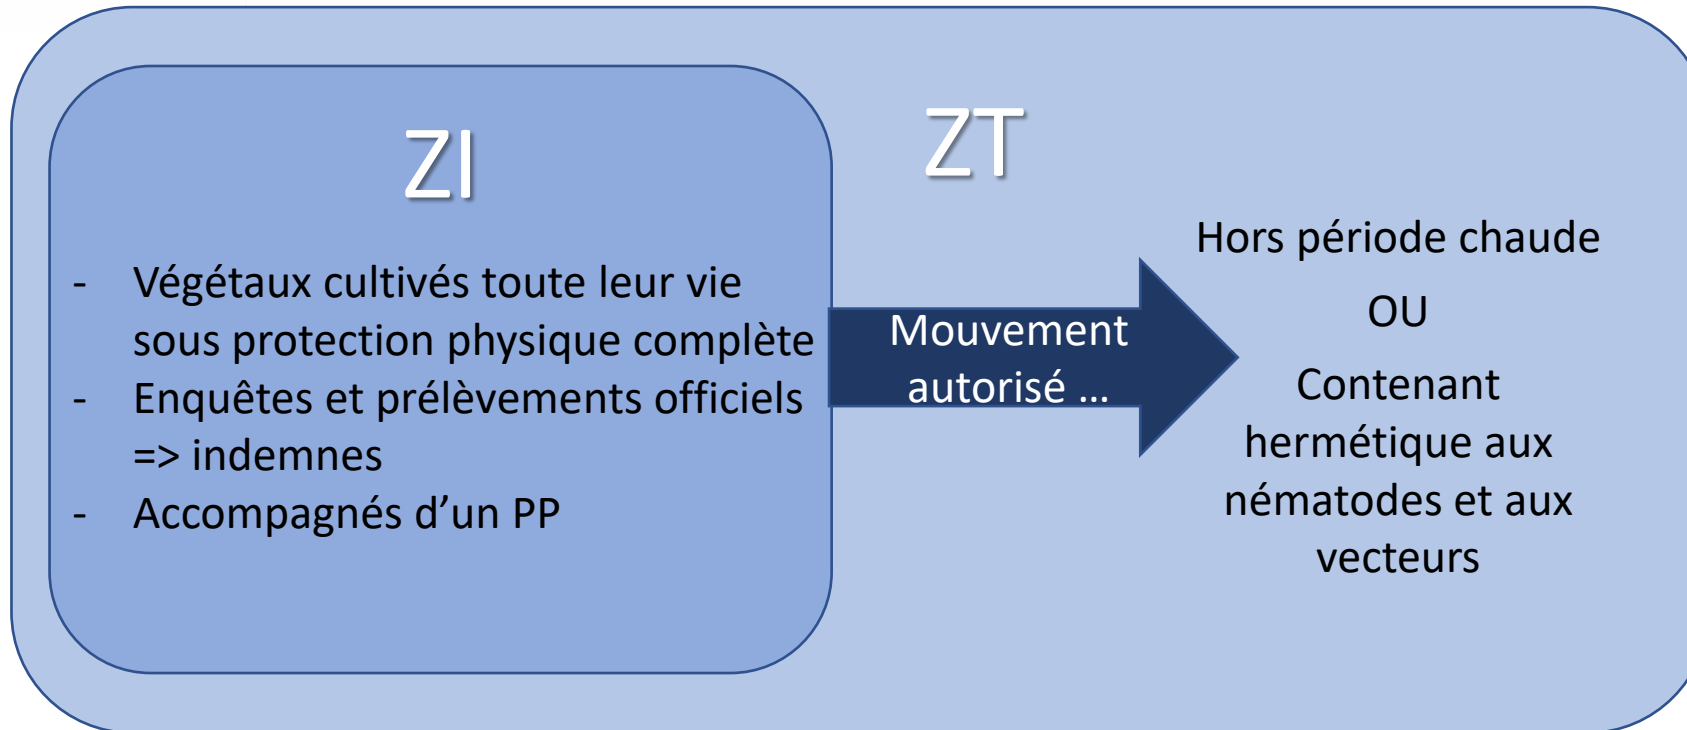 ZI
- Végétaux cultivés toute leur vie
sous protection physique complète
- Enquêtes et prélèvements officiels
=> indemnes
- Accompagnés d’un PP
Mouvement
autorisé …
ZT
Hors période chaude
OU
Contenant
hermétique aux
nématodes et aux
vecteurs